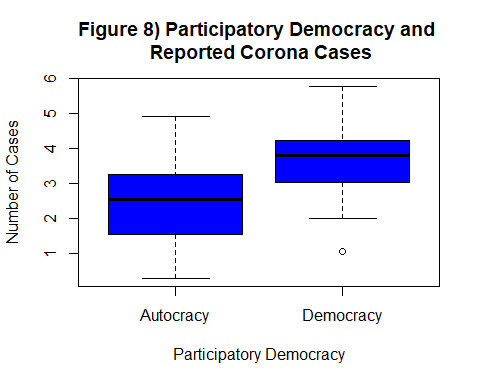 Figure 8) Participatory Democracy and
Reported Corona Cases
Number of Cases
6
5
4
3
2
1
Autocracy
Democracy
Participatory Democracy